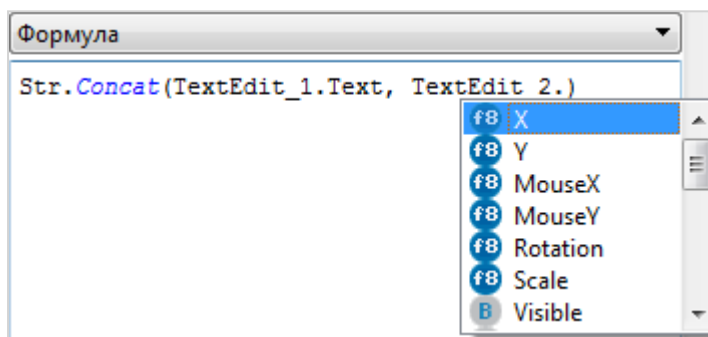 Формула
Str.Concat(TextEdit_1.Text, TextEdit_2.)
f8 X
f8 Y
f8 MouseX
f8 MouseY
f8 Rotation
f8 Scale
B Visible